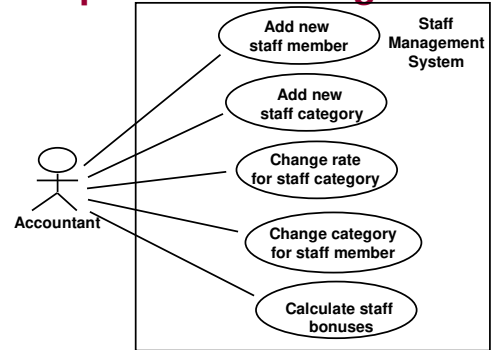 Add new
staff member
Staff
Management
System
Add new
staff category
Change rate
for staff category
Accountant
Change category
for staff member
Calculate staff
bonuses